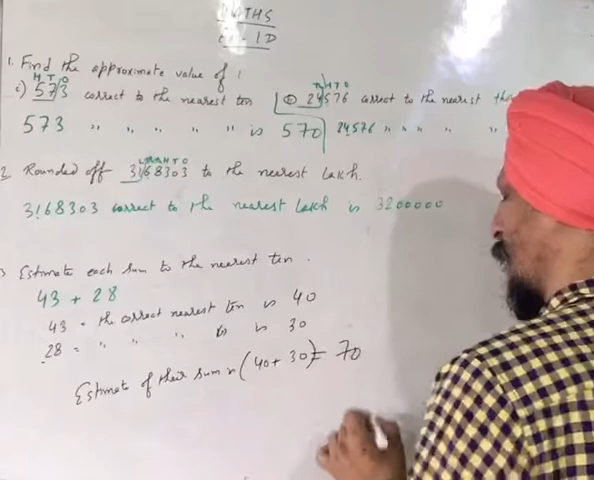 MATHS
Ex - 1D
1. Find the approximate value of :
H T O
c) 573 correct to the nearest ten
573 " " " " " is 570
Th H T O
24576 correct to the nearest
24576 " " " "
2 Rounded off 3168303 to the nearest Lakh.
3168303 correct to the nearest Lakh is 3200000
3 Estimate each sum to the nearest ten.
43 + 28
43 = the correct nearest ten is 40
28 = " " " is 30
Estimate of their sum is (40+30) = 70